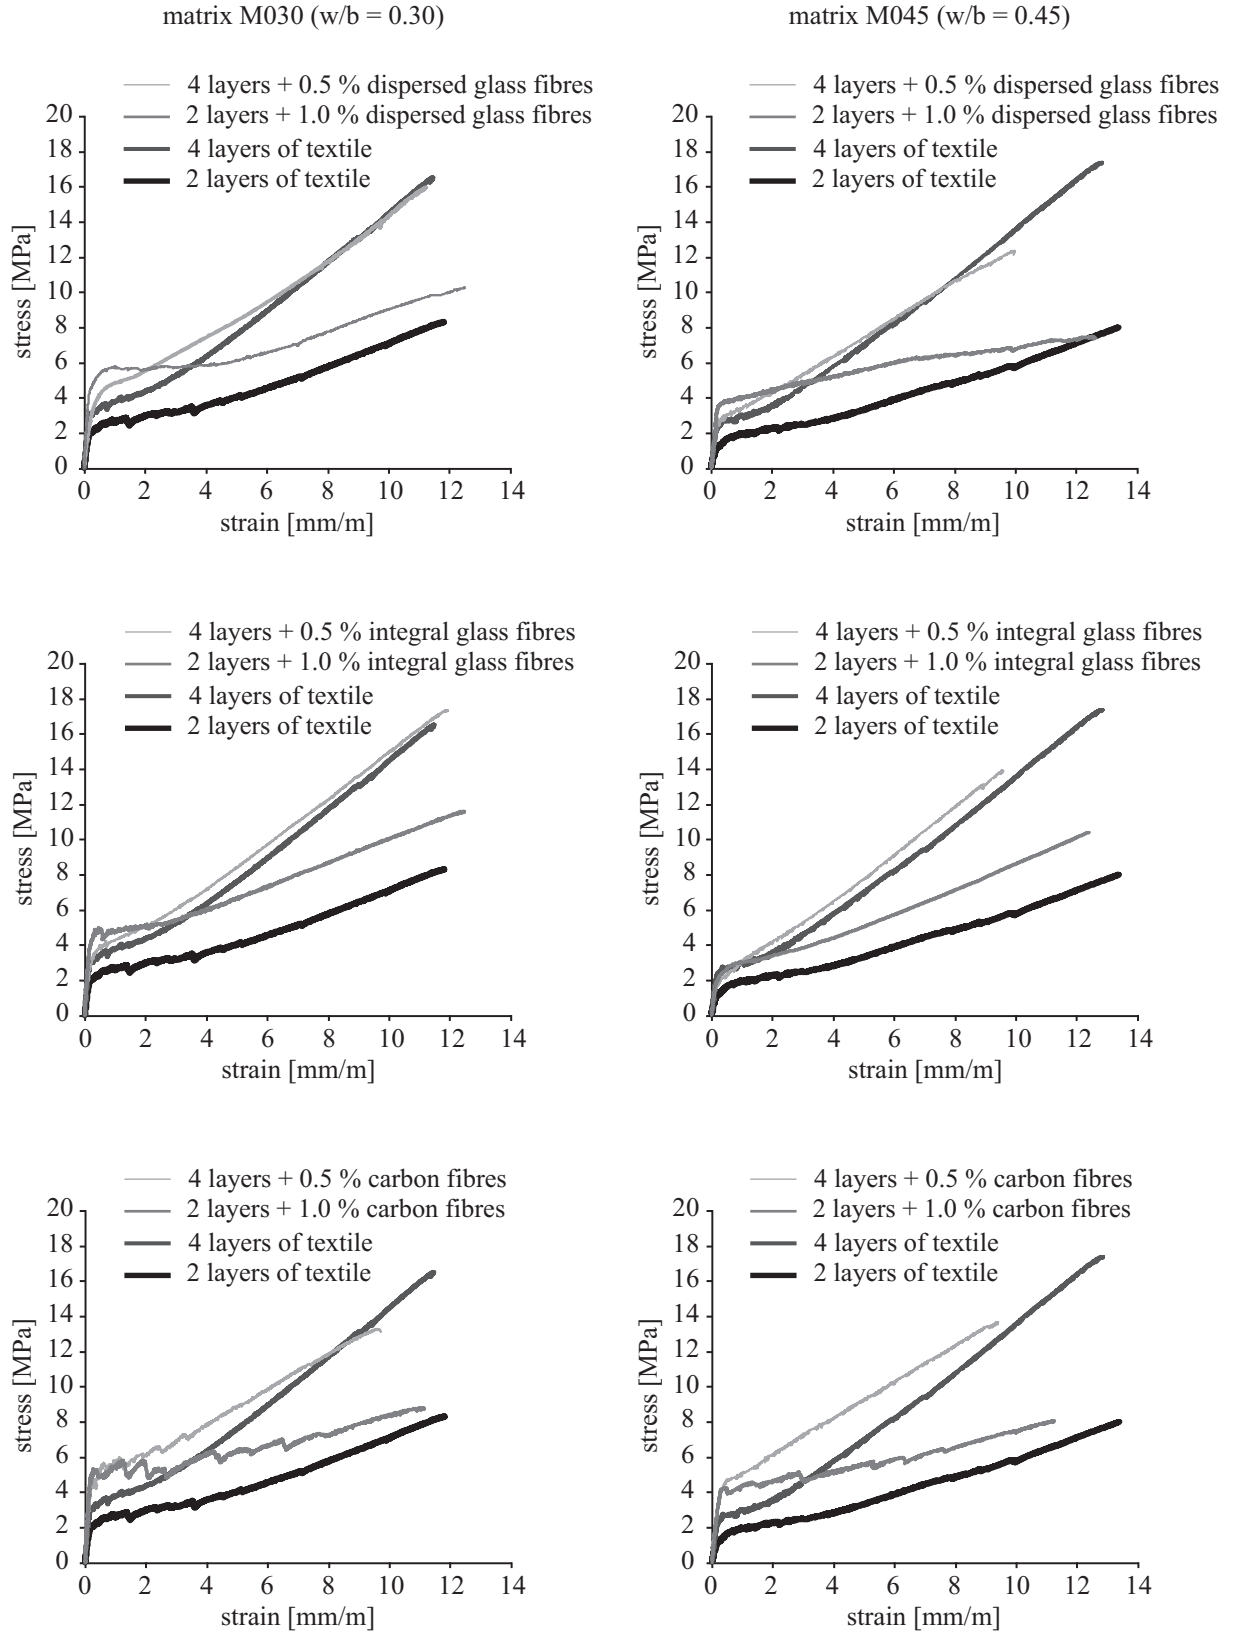 matrix M030 (w/b = 0.30)
matrix M045 (w/b = 0.45)
4 layers + 0.5 % dispersed glass fibres
2 layers + 1.0 % dispersed glass fibres
4 layers of textile
2 layers of textile
20
18
16
14
12
10
8
6
4
2
0
stress [MPa]
0 2 4 6 8 10 12 14
strain [mm/m]
4 layers + 0.5 % dispersed glass fibres
2 layers + 1.0 % dispersed glass fibres
4 layers of textile
2 layers of textile
20
18
16
14
12
10
8
6
4
2
0
stress [MPa]
0 2 4 6 8 10 12 14
strain [mm/m]
4 layers + 0.5 % integral glass fibres
2 layers + 1.0 % integral glass fibres
4 layers of textile
2 layers of textile
20
18
16
14
12
10
8
6
4
2
0
stress [MPa]
0 2 4 6 8 10 12 14
strain [mm/m]
4 layers + 0.5 % integral glass fibres
2 layers + 1.0 % integral glass fibres
4 layers of textile
2 layers of textile
20
18
16
14
12
10
8
6
4
2
0
stress [MPa]
0 2 4 6 8 10 12 14
strain [mm/m]
4 layers + 0.5 % carbon fibres
2 layers + 1.0 % carbon fibres
4 layers of textile
2 layers of textile
20
18
16
14
12
10
8
6
4
2
0
stress [MPa]
0 2 4 6 8 10 12 14
strain [mm/m]
4 layers + 0.5 % carbon fibres
2 layers + 1.0 % carbon fibres
4 layers of textile
2 layers of textile
20
18
16
14
12
10
8
6
4
2
0
stress [MPa]
0 2 4 6 8 10 12 14
strain [mm/m]